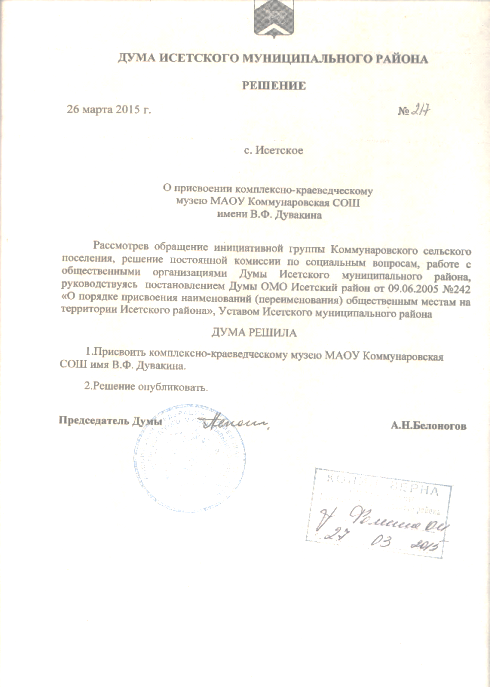 ДУМА ИСЕТСКОГО МУНИЦИПАЛЬНОГО РАЙОНА
РЕШЕНИЕ
26 марта 2015 г. № 217
с. Исетское
О присвоении комплексно-краеведческому
музею МАОУ Коммунаровская СОШ
имени В.Ф. Дувакина
Рассмотрев обращение инициативной группы Коммунаровского сельского
поселения, решение постоянной комиссии по социальным вопросам, работе с
общественными организациями Думы Исетского муниципального района,
руководствуясь постановлением Думы ОМО Исетский район от 09.06.2005 №242
«О порядке присвоения наименований (переименования) общественным местам на
территории Исетского района», Уставом Исетского муниципального района
ДУМА РЕШИЛА
1.Присвоить комплексно-краеведческому музею МАОУ Коммунаровская
СОШ имя В.Ф. Дувакина.
2.Решение опубликовать.
Председатель Думы А.Н.Белоногов
КОПИЯ ВЕРНА
27 03 2015